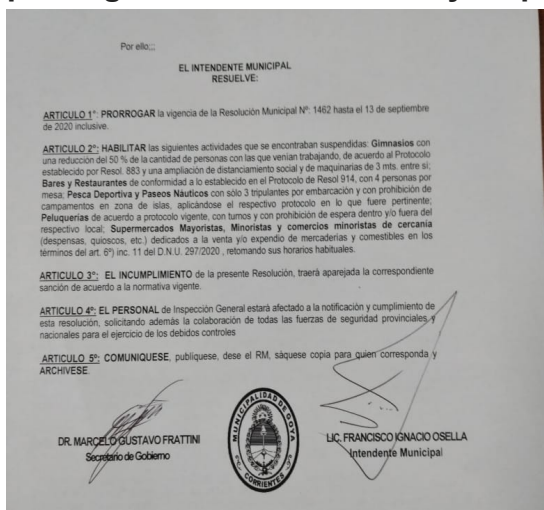 Por ello;;;
EL INTENDENTE MUNICIPAL
RESUELVE:
ARTICULO 1°: PRORROGAR la vigencia de la Resolución Municipal Nº: 1462 hasta el 13 de septiembre
de 2020 inclusive.
ARTICULO 2º: HABILITAR las siguientes actividades que se encontraban suspendidas: Gimnasios con
una reducción del 50 % de la cantidad de personas con las que venían trabajando, de acuerdo al Protocolo
establecido por Resol. 883 y una ampliación de distanciamiento social y de maquinarias de 3 mts. entre si;
Bares y Restaurantes de conformidad a lo establecido en el Protocolo de Resol 914, con 4 personas por
mesa; Pesca Deportiva y Paseos Náuticos con sólo 3 tripulantes por embarcación y con prohibición de
campamentos en zona de islas, aplicándose el respectivo protocolo en lo que fuere pertinente;
Peluquerías de acuerdo a protocolo vigente, con turnos y con prohibición de espera dentro y/o fuera del
respectivo local; Supermercados Mayoristas, Minoristas y comercios minoristas de cercanía
(despensas, quioscos, etc.) dedicados a la venta y/o expendio de mercaderías y comestibles en los
términos del art. 6º) inc. 11 del D.N.U. 297/2020 , retomando sus horarios habituales.
ARTICULO 3º: EL INCUMPLIMIENTO de la presente Resolución, traerá aparejada la correspondiente
sanción de acuerdo a la normativa vigente.
ARTICULO 4º: EL PERSONAL de Inspección General estará afectado a la notificación y cumplimiento de
esta resolución, solicitando además la colaboración de todas las fuerzas de seguridad provinciales y
nacionales para el ejercicio de los debidos controles
ARTICULO 5º: COMUNIQUESE, publíquese, dese el RM, sáquese copia para quien corresponda y
ARCHIVESE.
DR. MARCELO GUSTAVO FRATTINI
Secretario de Gobierno
MUNICIPALIDAD DE GOYA
CORRIENTES
LIC. FRANCISCO IGNACIO OSELLA
Intendente Municipal